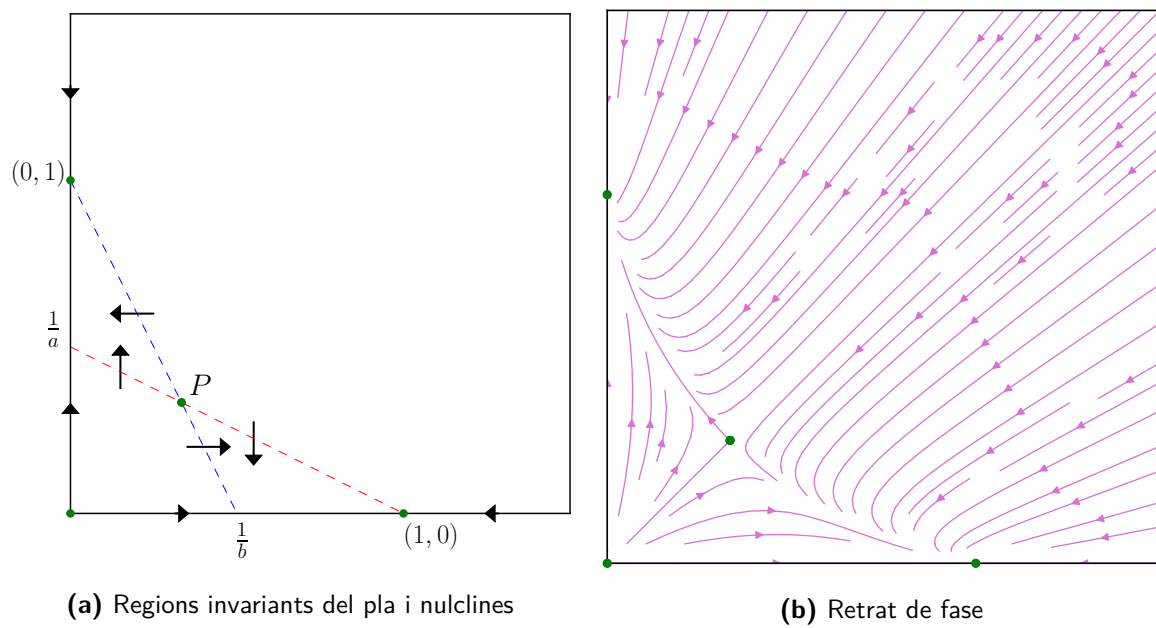 (0, 1)
1/a
P
1/b
(1, 0)
(a) Regions invariants del pla i nulclines
(b) Retrat de fase